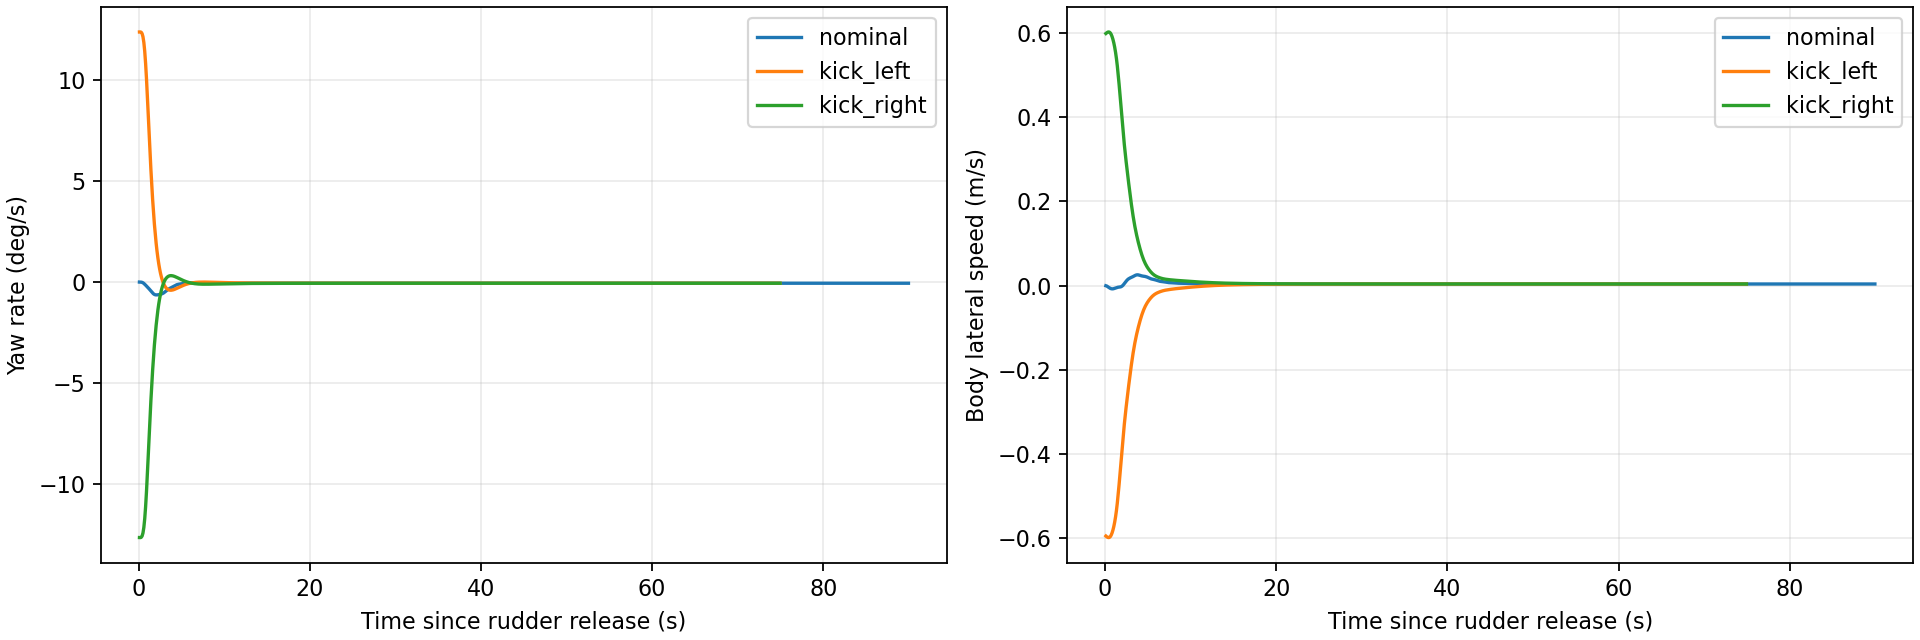 Yaw rate (deg/s)
10
5
0
−5
−10
0
20
40
60
80
Time since rudder release (s)
nominal
kick_left
kick_right
Body lateral speed (m/s)
0.6
0.4
0.2
0.0
−0.2
−0.4
−0.6
0
20
40
60
80
Time since rudder release (s)
nominal
kick_left
kick_right